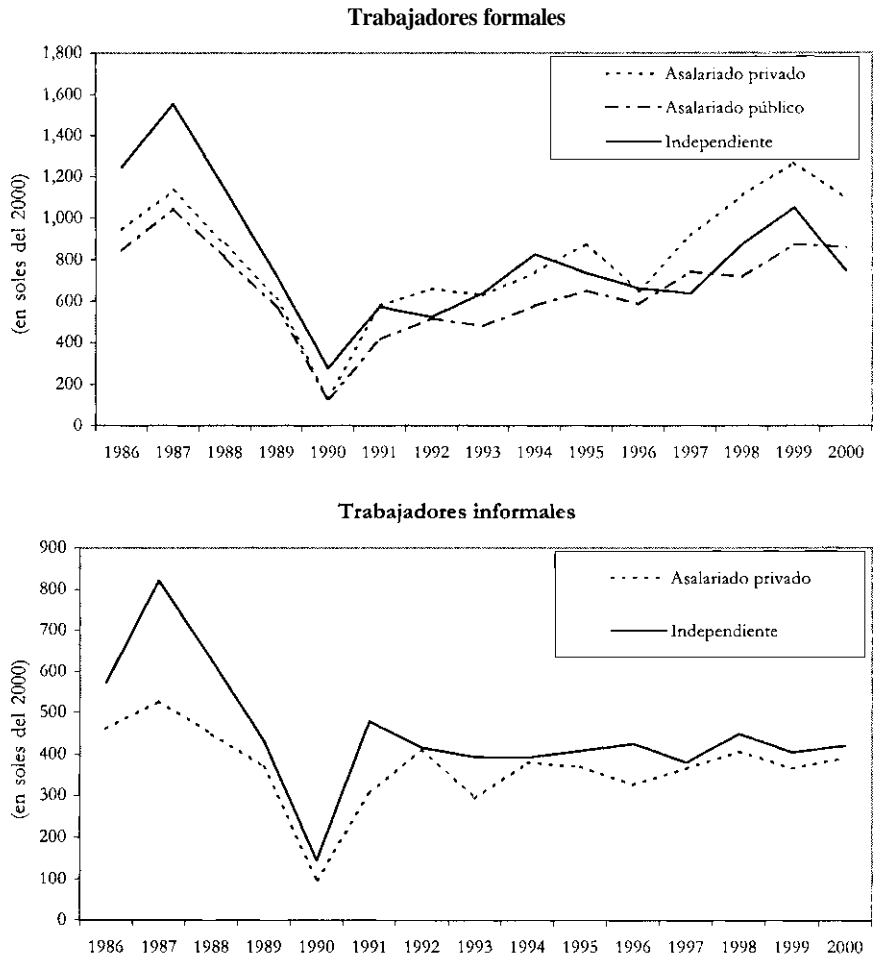 Trabajadores formales
1,800
1,600
1,400
1,200
1,000
800
600
400
200
0
(en soles del 2000)
Asalariado privado
Asalariado público
Independiente
1986 1987 1988 1989 1990 1991 1992 1993 1994 1995 1996 1997 1998 1999 2000
Trabajadores informales
900
800
700
600
500
400
300
200
100
0
(en soles del 2000)
Asalariado privado
Independiente
1986 1987 1988 1989 1990 1991 1992 1993 1994 1995 1996 1997 1998 1999 2000